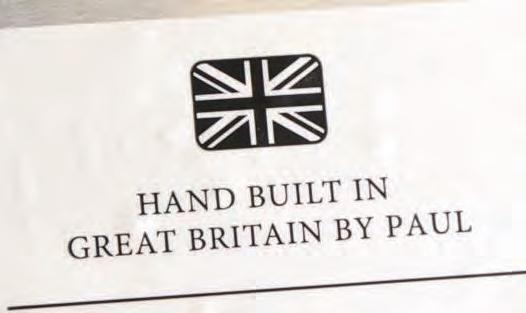 HAND BUILT IN
GREAT BRITAIN BY PAUL